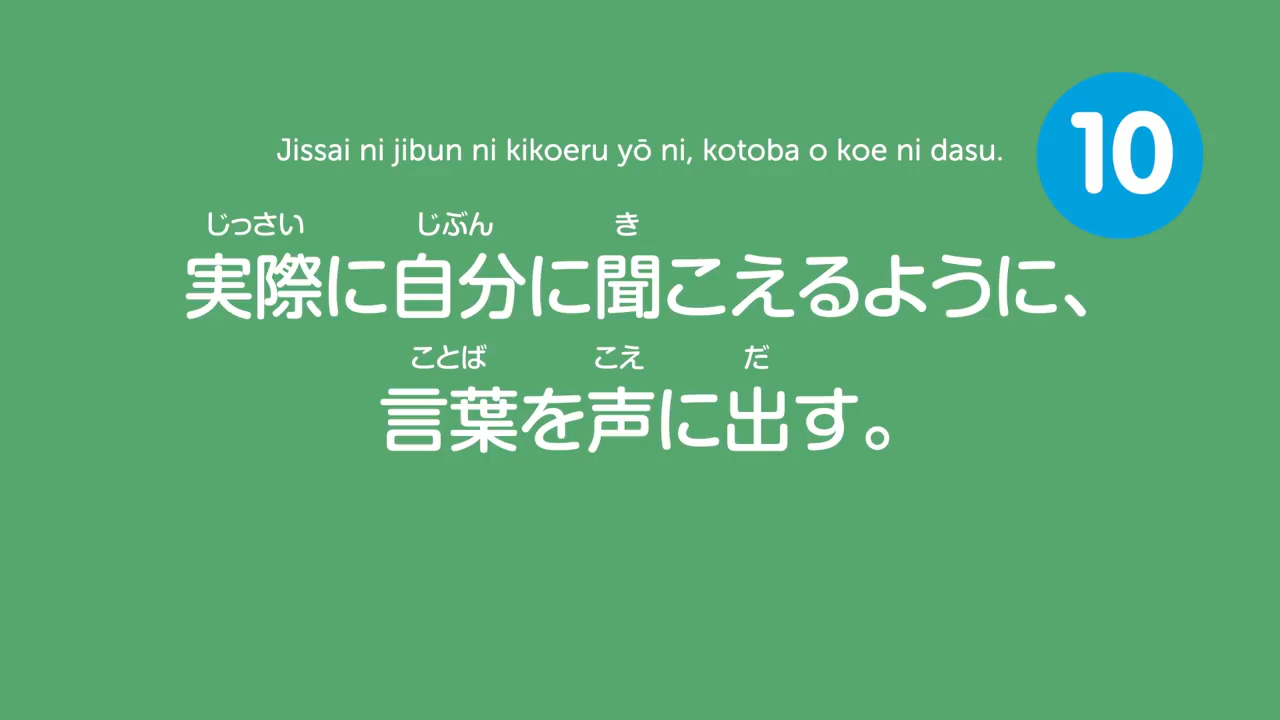 10
Jissai ni jibun ni kikoeru yō ni, kotoba o koe ni dasu.
じっさい じぶん き
実際に自分に聞こえるように、
ことば こえ だ
言葉を声に出す。